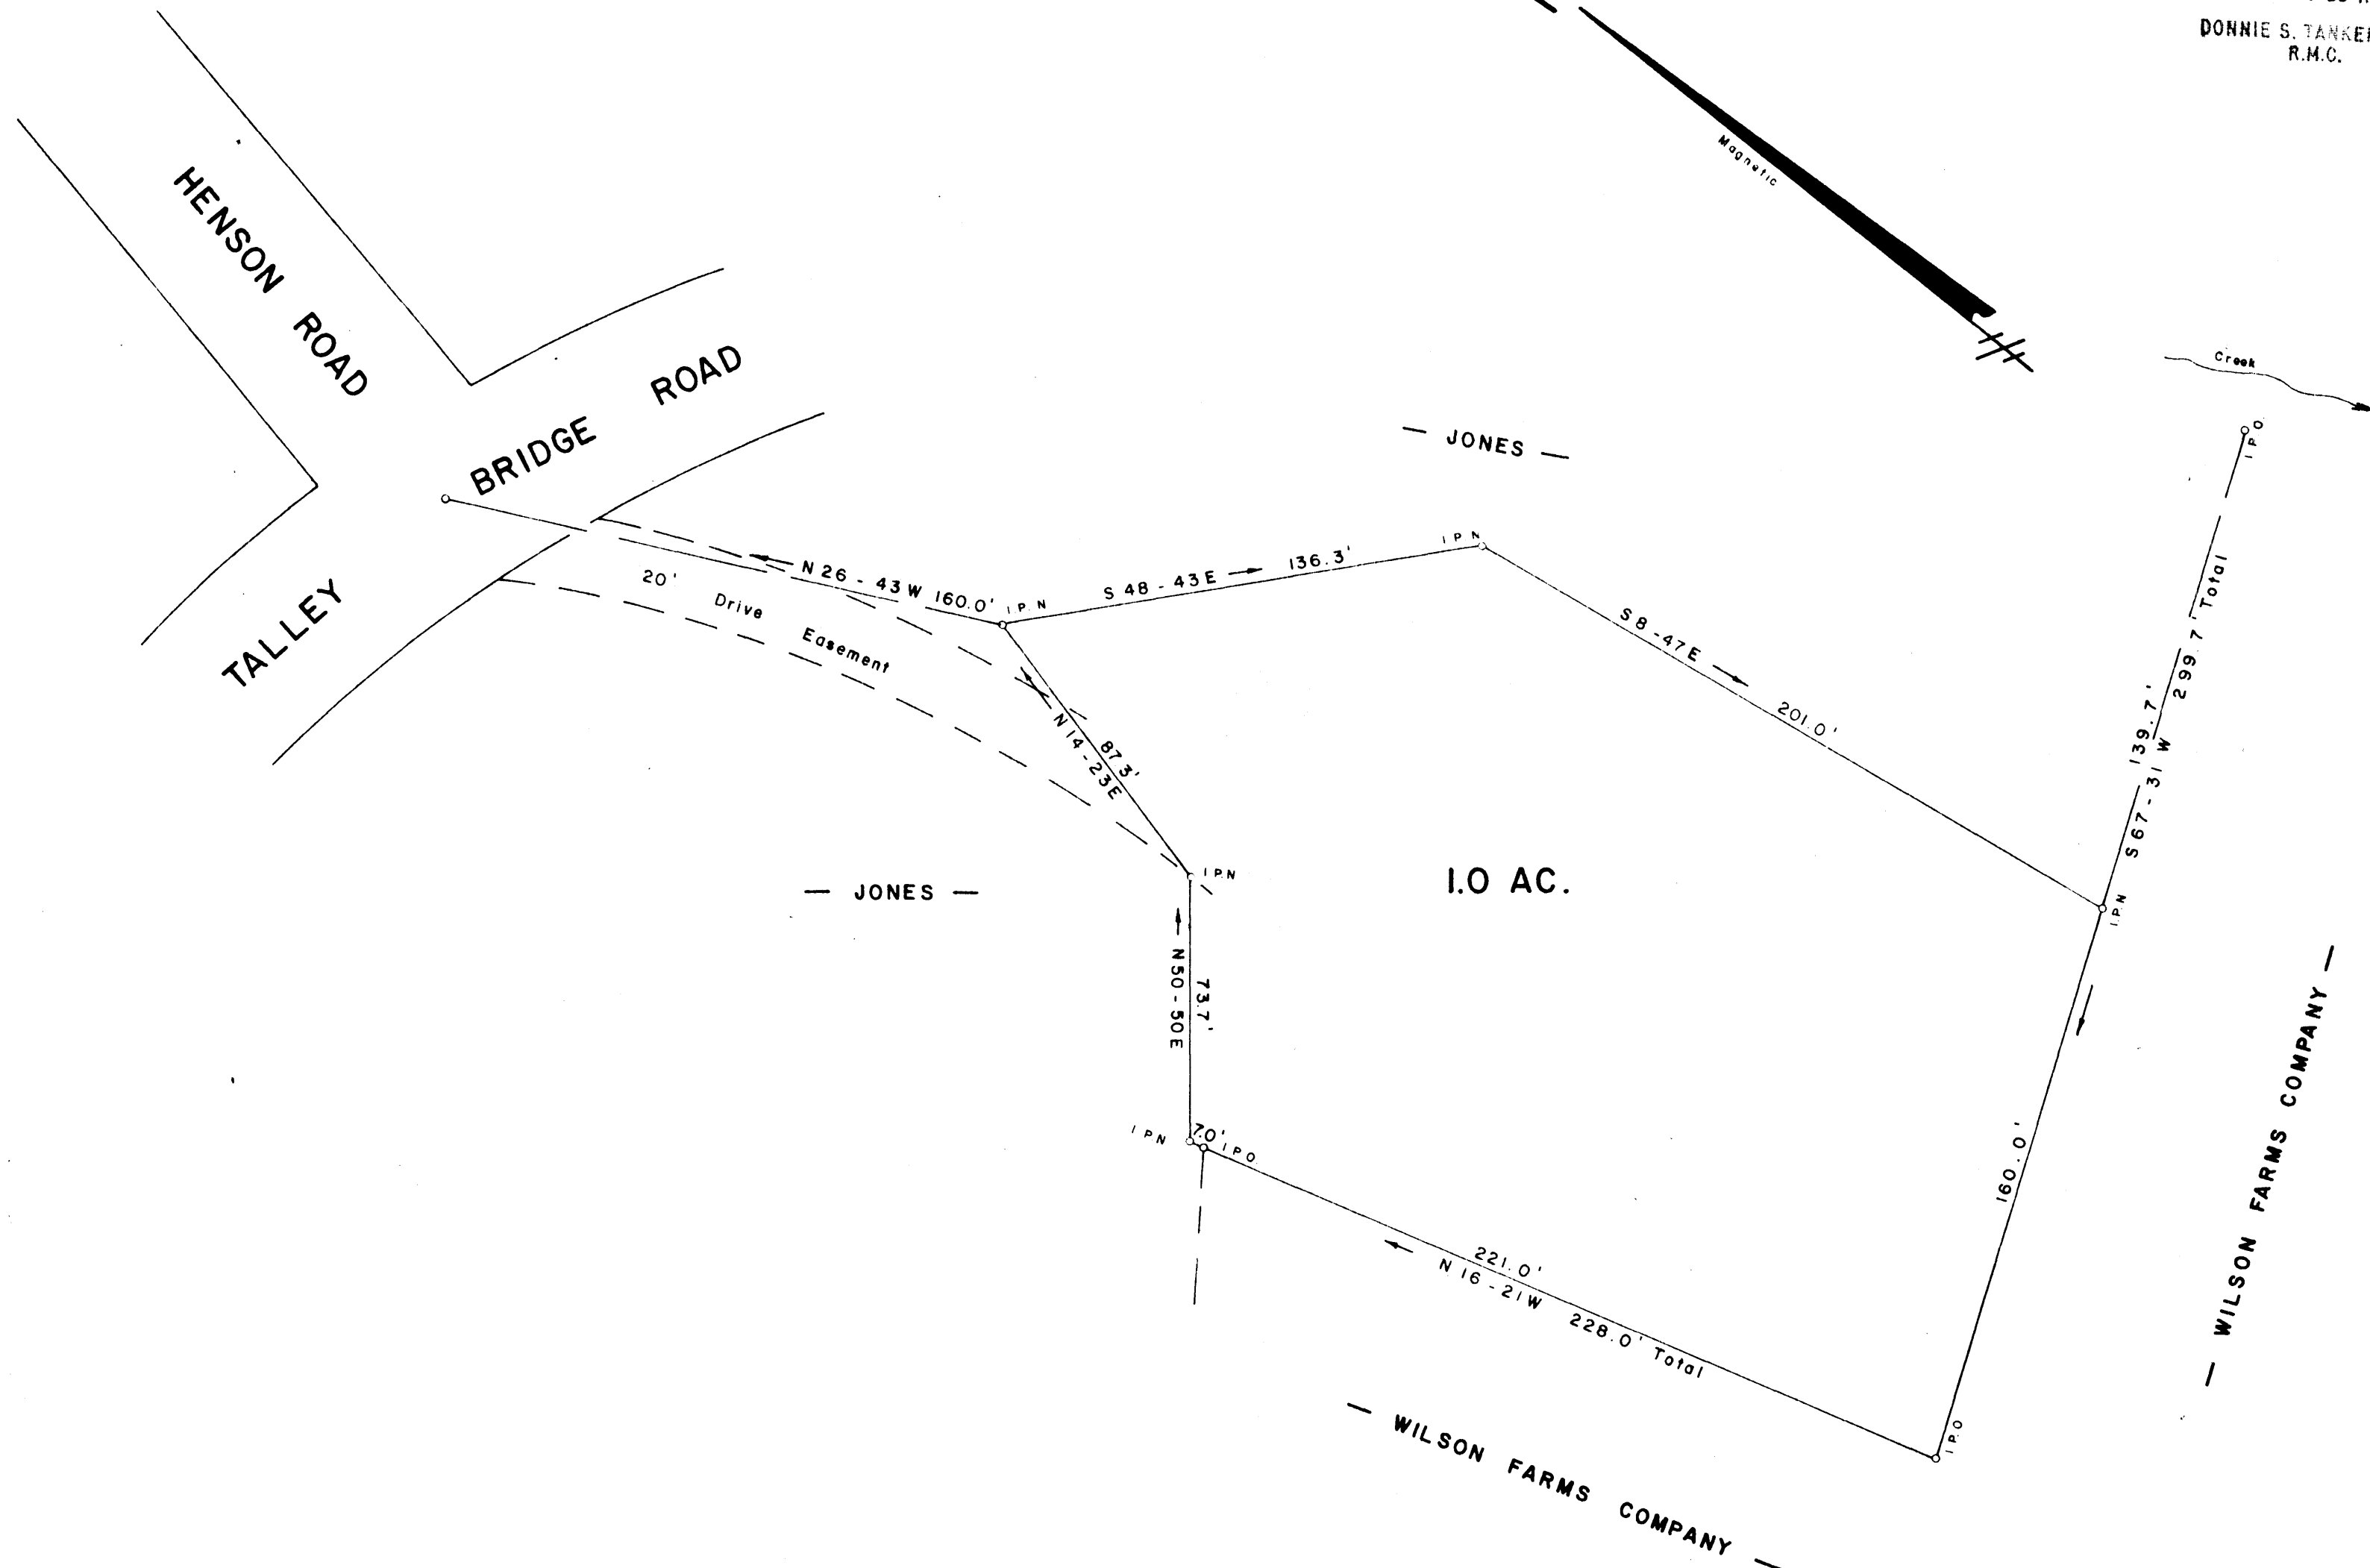 DONNIE S.
R.M.C.
Magnetic
HENSON ROAD
TALLEY BRIDGE ROAD
Creek
— JONES —
I P O.
I P N
N 26 - 43 W 160.0'
I.P. N
S 48 - 43 E 136.3'
20' Drive Easement
S 8 - 47 E 201.0'
139.7' 299.7' Total
S 67 - 31 W
N 14 - 23 E
87.3'
I P. N
1.0 AC.
— JONES —
I.P. N
N 50 - 50 E
73.7'
I P N
7.0'
I P O.
160.0'
221.0'
N 16 - 21 W 228.0' Total
I P. O
— WILSON FARMS COMPANY —
— WILSON FARMS COMPANY —